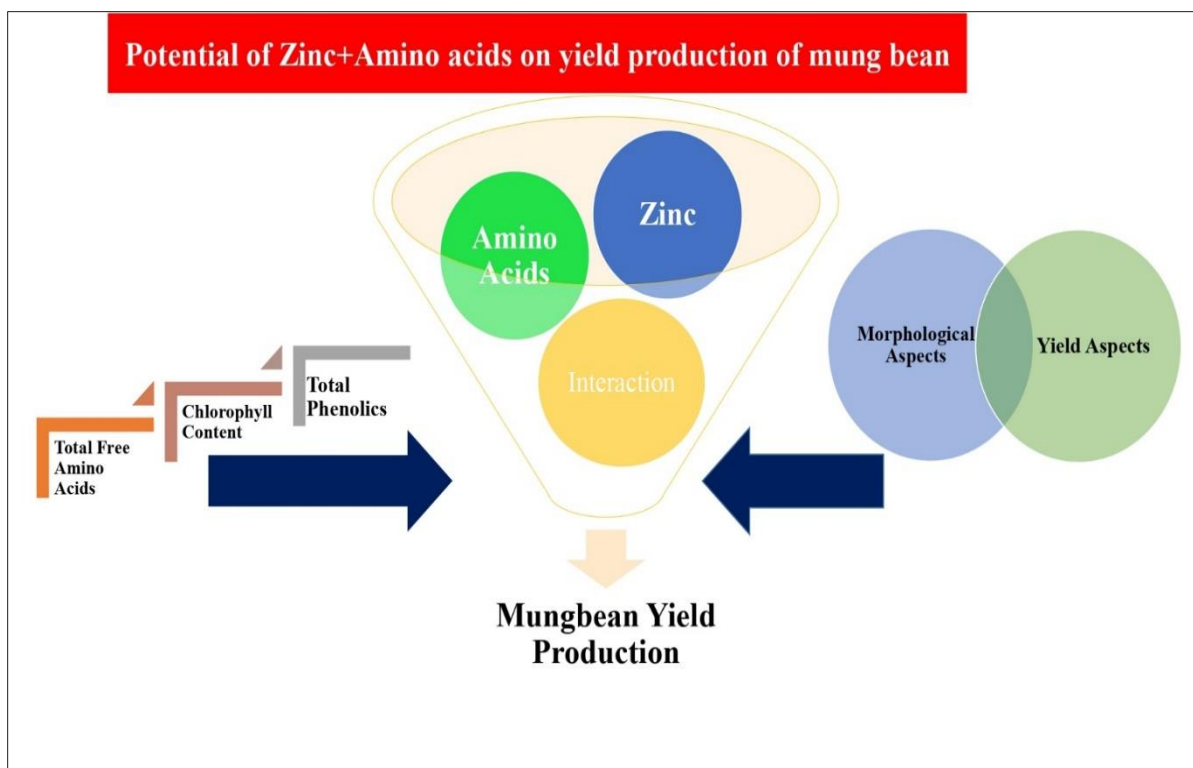 Potential of Zinc+Amino acids on yield production of mung bean
Zinc
Amino
Acids
Interaction
Morphological
Aspects
Yield Aspects
Total
Phenolics
Chlorophyll
Content
Total Free
Amino
Acids
Mungbean Yield
Production